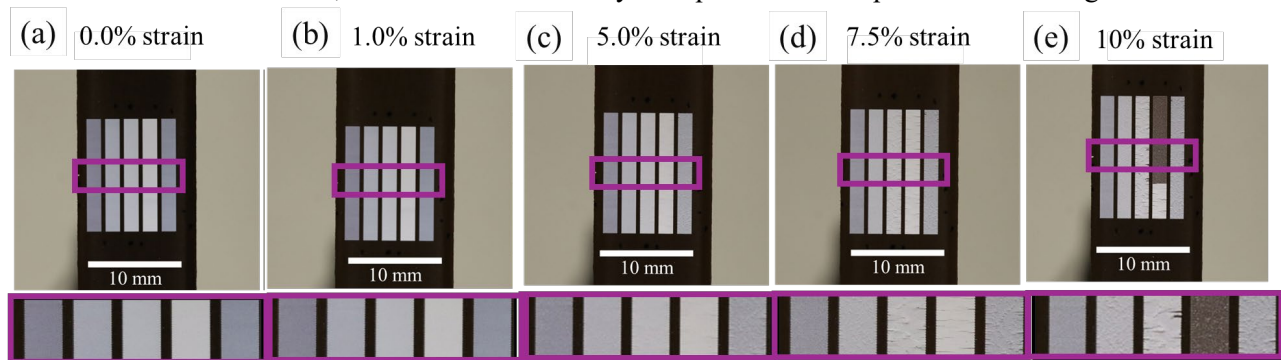 (a) 0.0% strain
(b) 1.0% strain
(c) 5.0% strain
(d) 7.5% strain
(e) 10% strain
10 mm
10 mm
10 mm
10 mm
10 mm